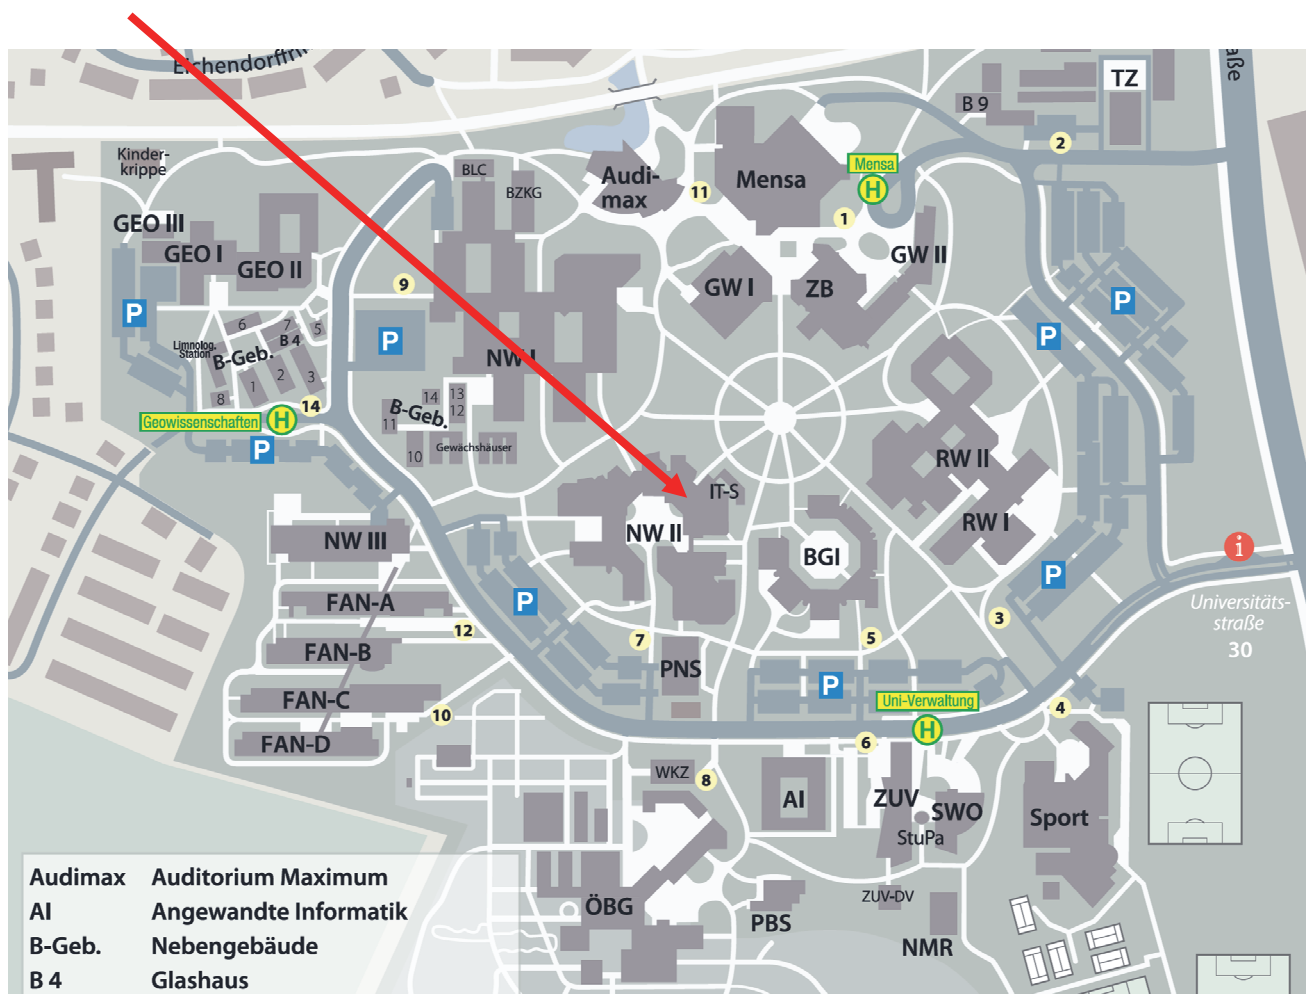 Eichendorffri
aße
TZ
B 9
2
Kinder-
krippe
BLC
BZKG
Audi-
max
11
Mensa
Mensa
H
1
GEO III
GEO I
GEO II
GW II
9
GW I
ZB
P
P
P
P
6
7
5
B 4
Limnolog.
Station
B-Geb.
1
2
3
8
14
NW I
Geowissenschaften
H
P
14
13
12
B-Geb.
11
10
Gewächshäuser
RW II
IT-S
NW II
RW I
NW III
BGI
i
P
P
FAN-A
Universitäts-
straße
30
3
12
7
5
FAN-B
PNS
P
FAN-C
Uni-Verwaltung
H
10
4
FAN-D
6
WKZ
8
AI
ZUV
SWO
StuPa
Sport
ÖBG
PBS
ZUV-DV
NMR
Audimax Auditorium Maximum
AI Angewandte Informatik
B-Geb. Nebengebäude
B 4 Glashaus